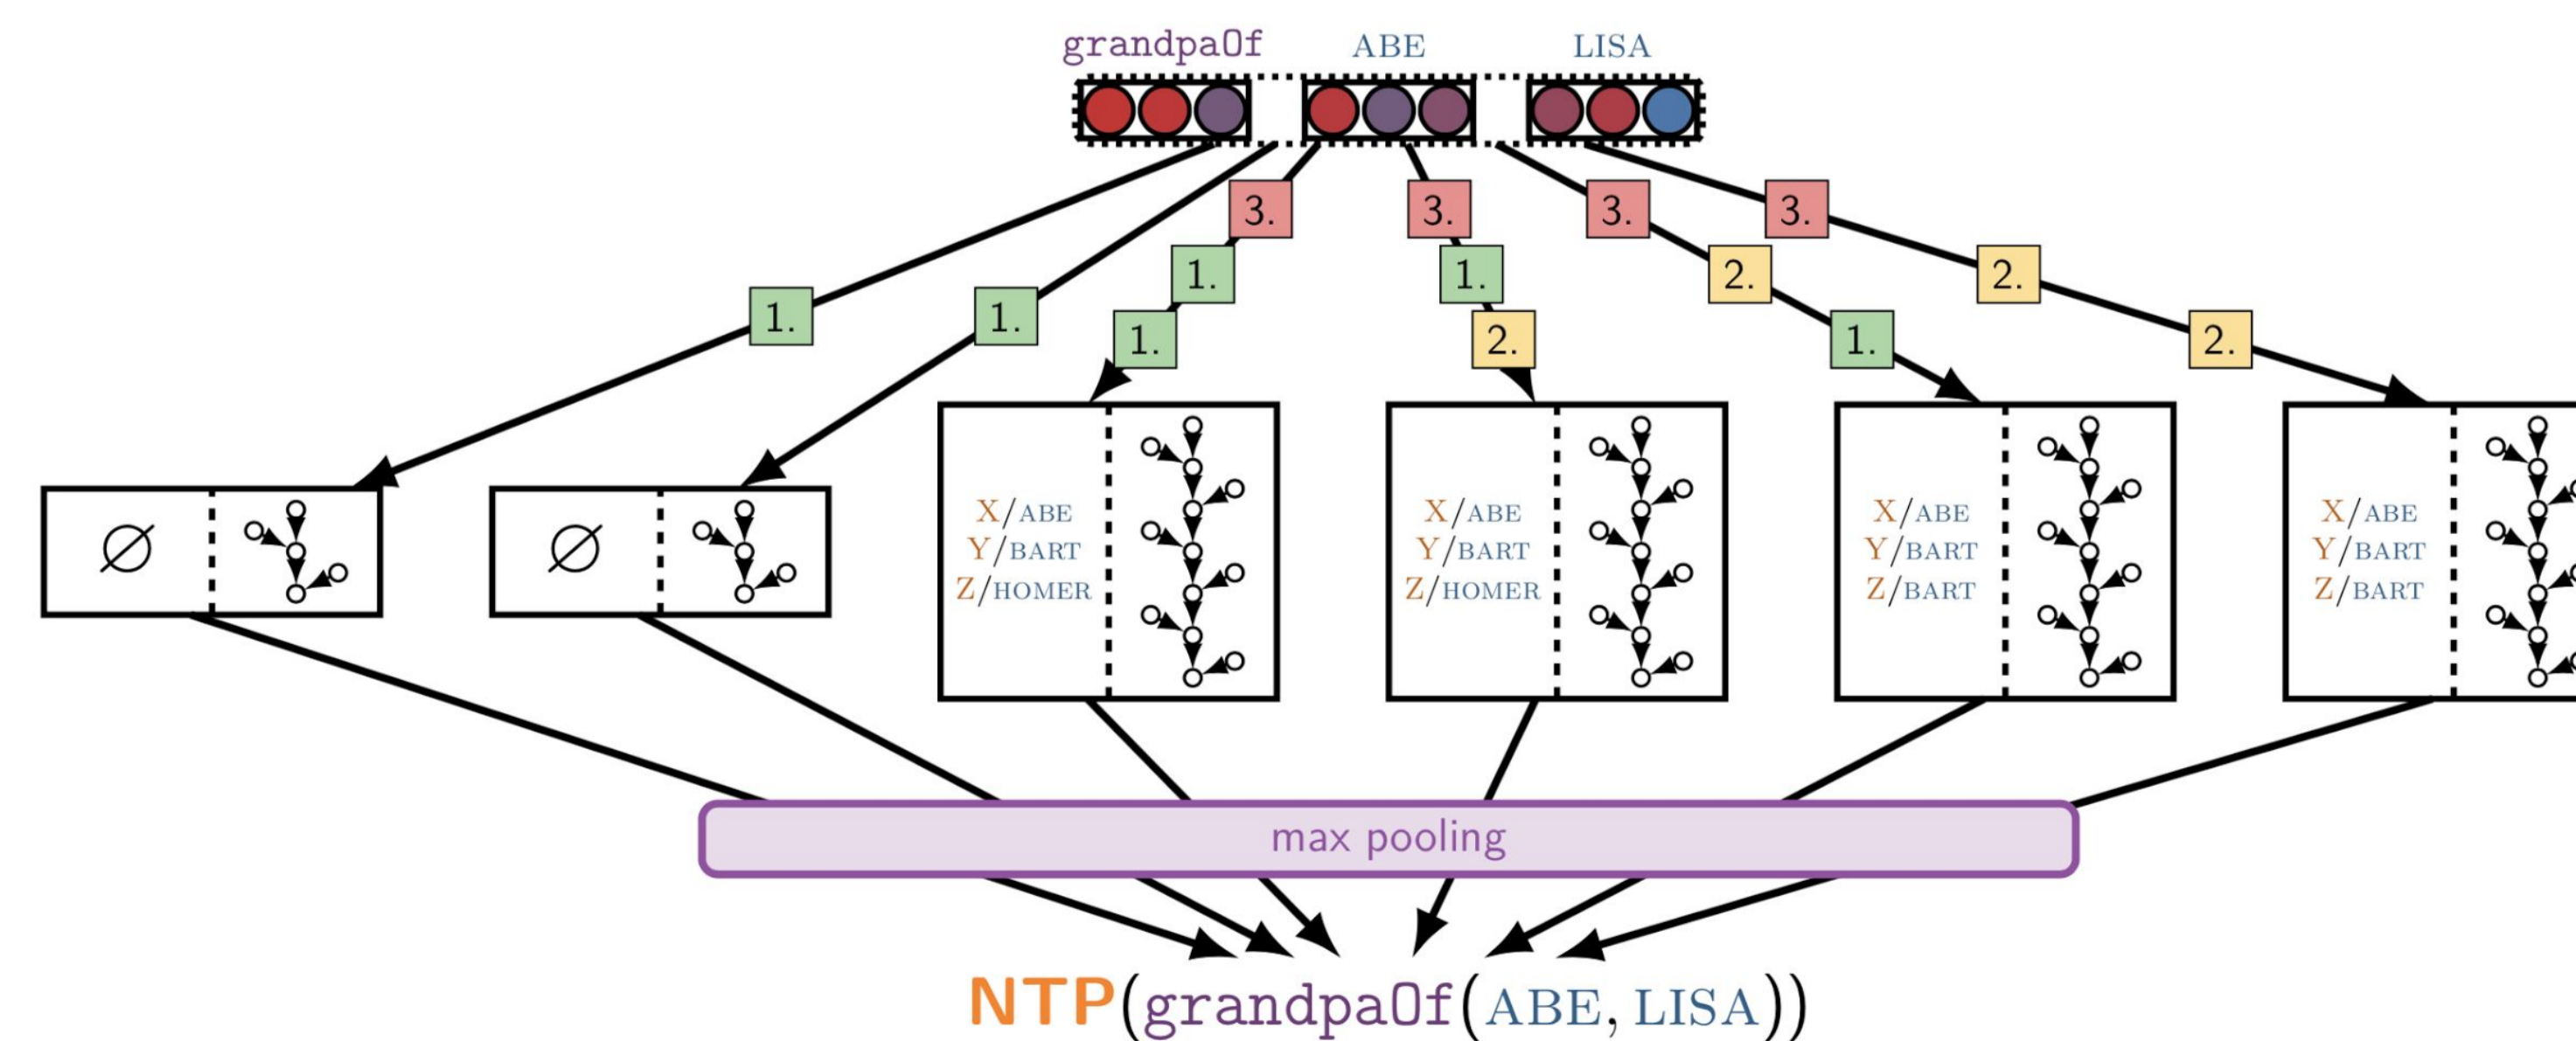 grandpaOf ABE LISA
3. 3. 3. 3.
1. 1. 2. 2.
1. 1. 1. 2. 1. 2.
∅ ∅
X/ABE X/ABE X/ABE X/ABE
Y/BART Y/BART Y/BART Y/BART
Z/HOMER Z/HOMER Z/BART Z/BART
max pooling
NTP(grandpaOf(ABE, LISA))